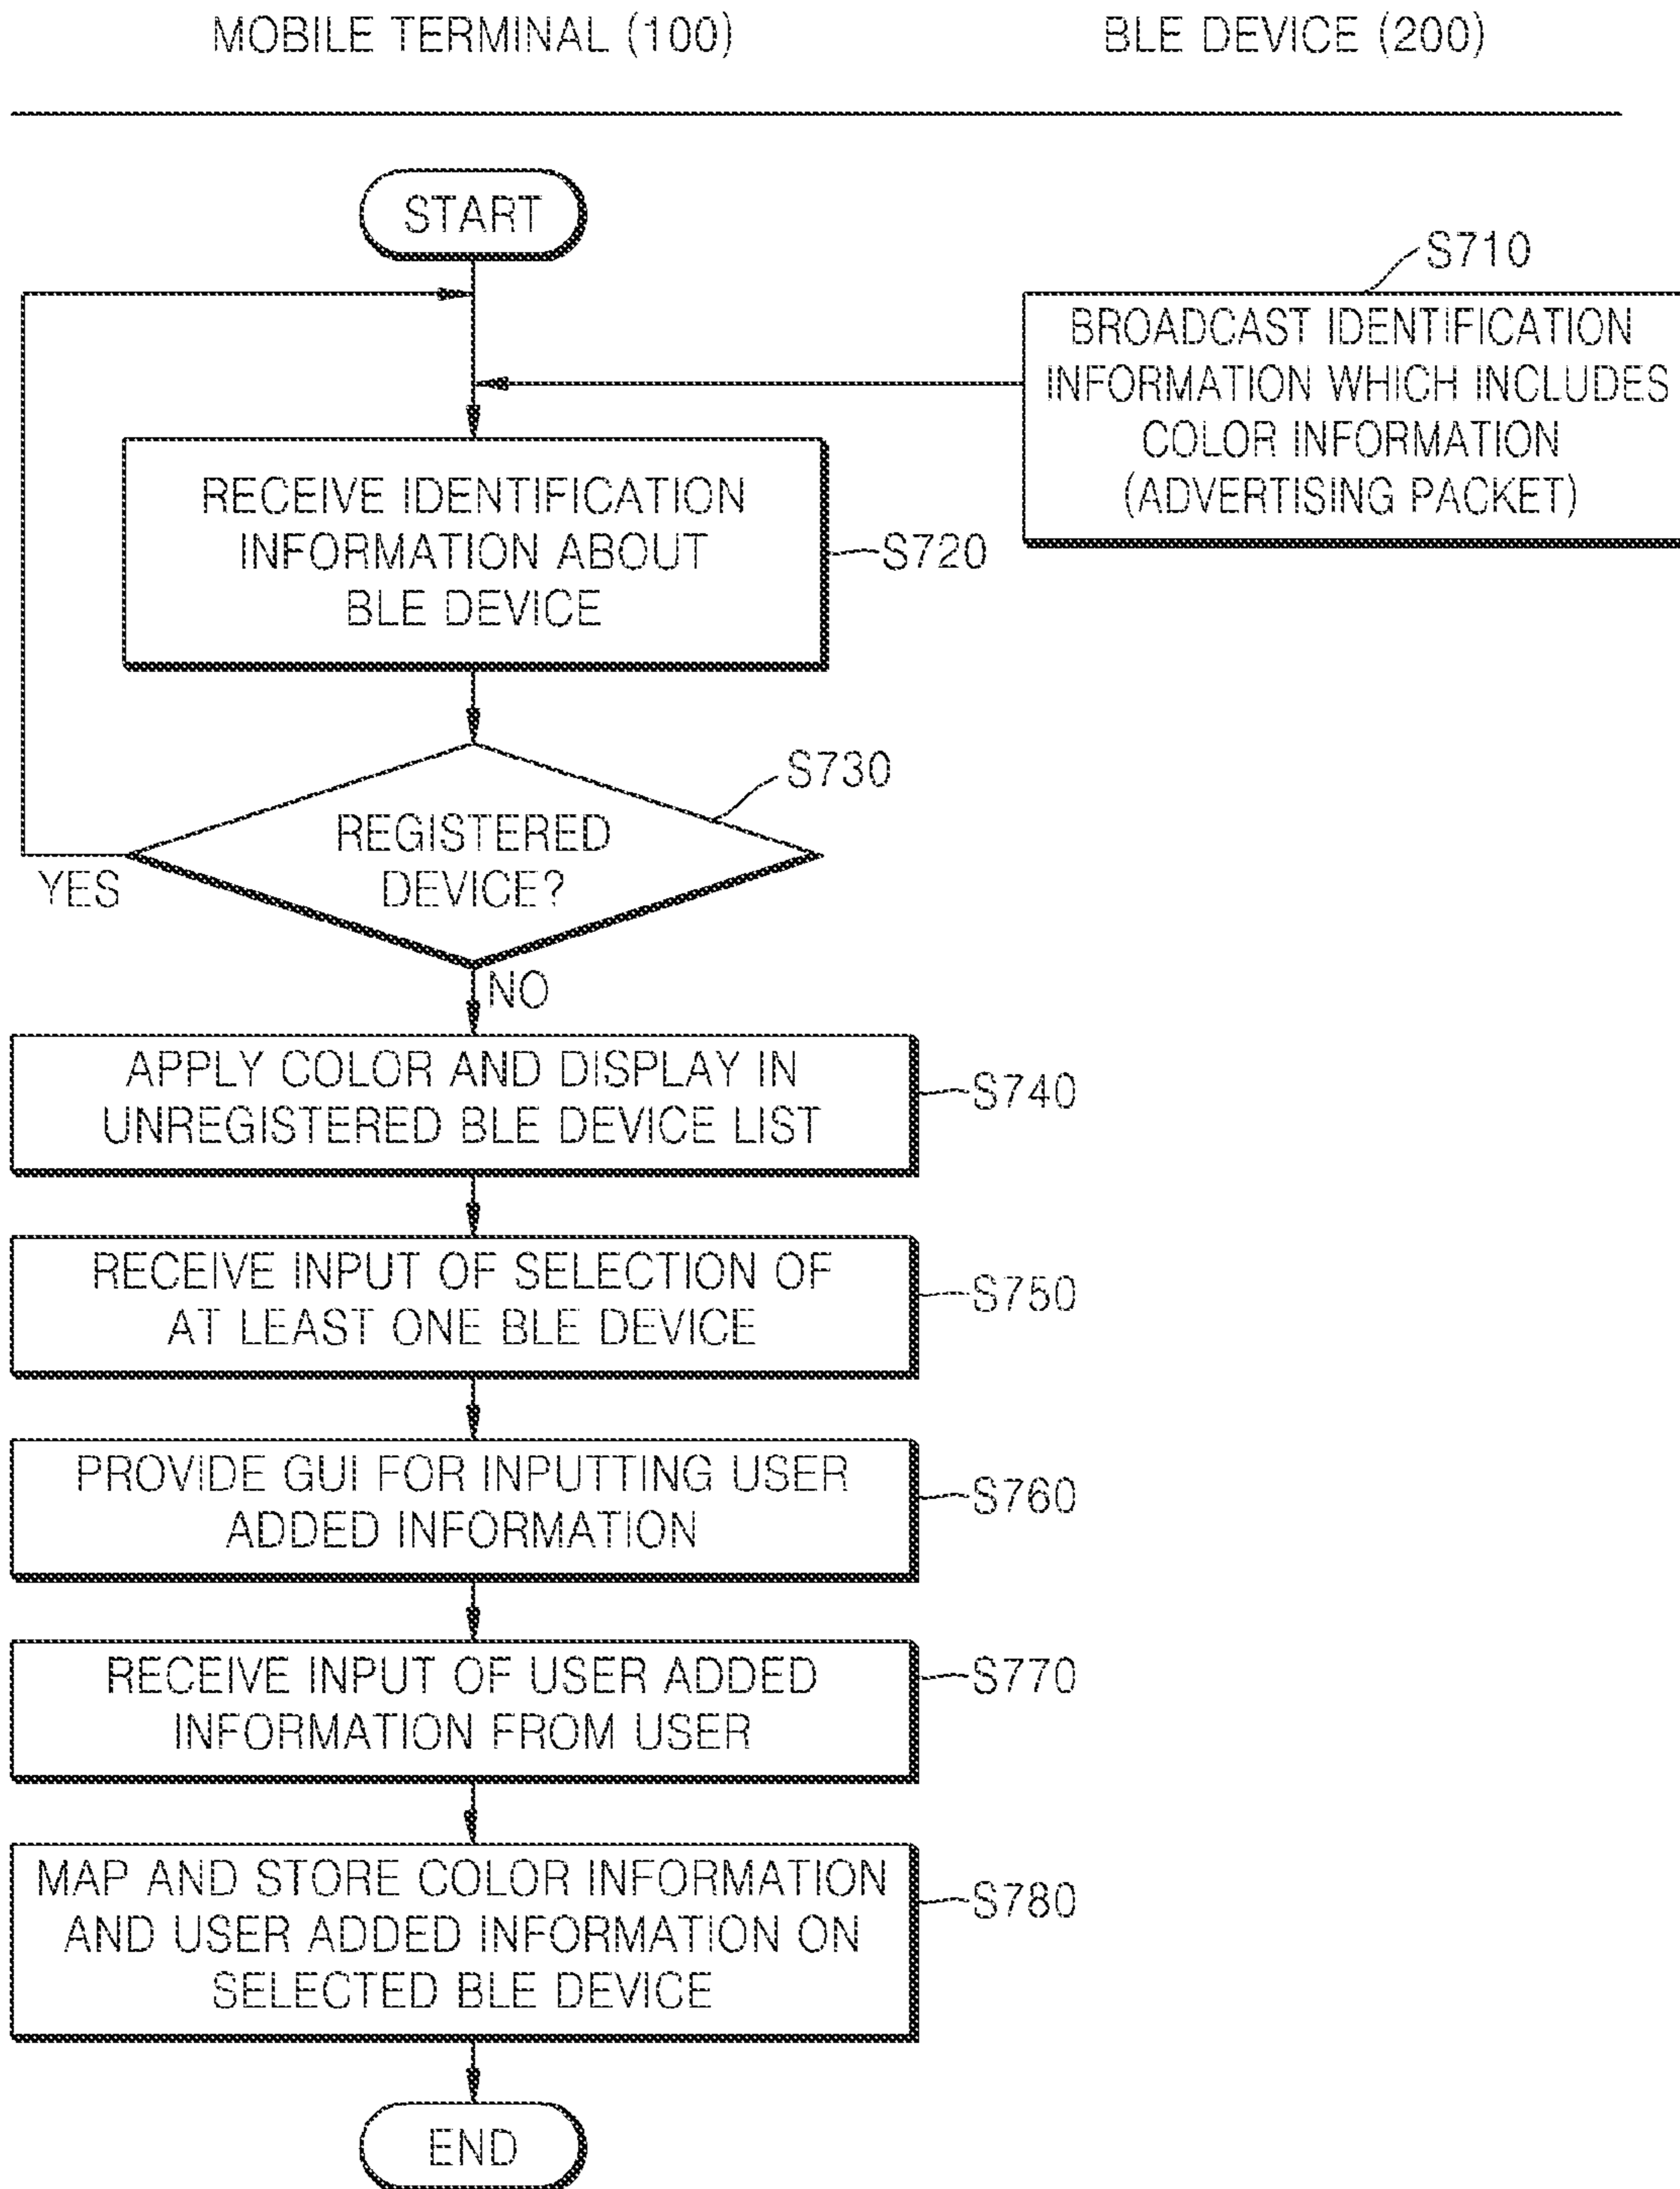 MOBILE TERMINAL (100)
BLE DEVICE (200)
START
S710
BROADCAST IDENTIFICATION
INFORMATION WHICH INCLUDES
COLOR INFORMATION
(ADVERTISING PACKET)
RECEIVE IDENTIFICATION
INFORMATION ABOUT
BLE DEVICE
S720
S730
REGISTERED
DEVICE?
YES
NO
APPLY COLOR AND DISPLAY IN
UNREGISTERED BLE DEVICE LIST
S740
RECEIVE INPUT OF SELECTION OF
AT LEAST ONE BLE DEVICE
S750
PROVIDE GUI FOR INPUTTING USER
ADDED INFORMATION
S760
RECEIVE INPUT OF USER ADDED
INFORMATION FROM USER
S770
MAP AND STORE COLOR INFORMATION
AND USER ADDED INFORMATION ON
SELECTED BLE DEVICE
S780
END